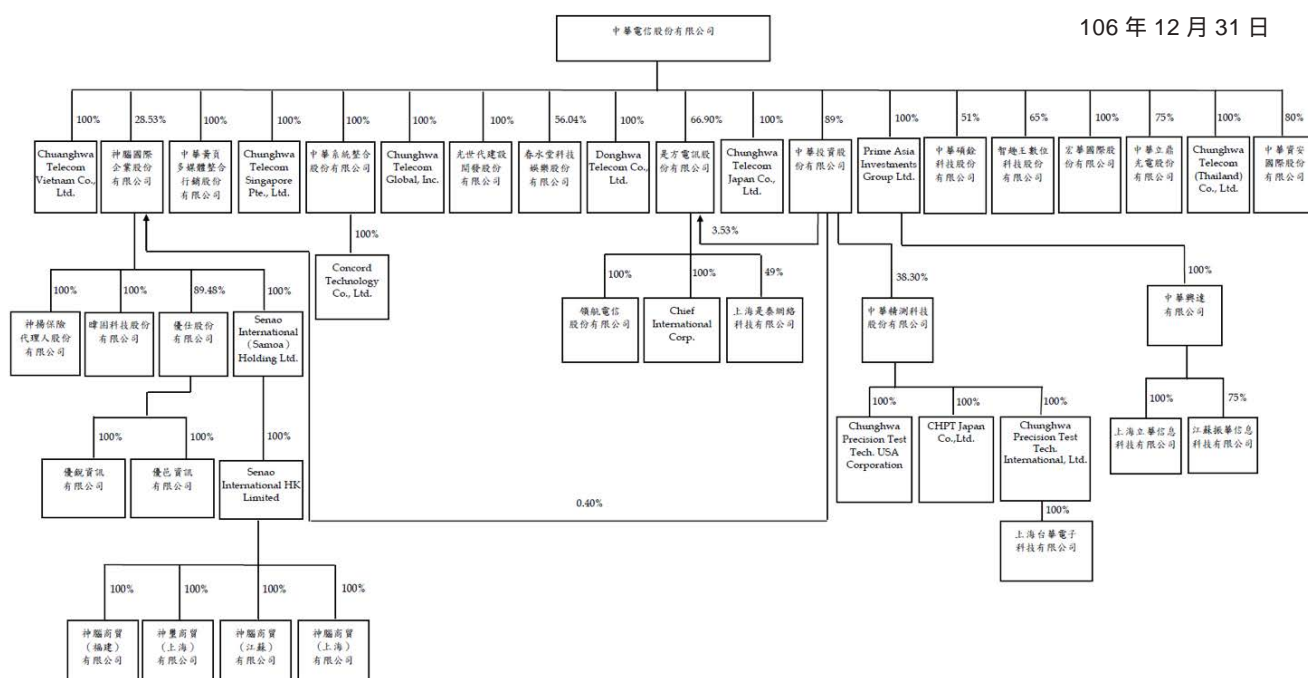 106 年 12 月 31 日
中華電信股份有限公司
100%
28.53%
100%
100%
100%
100%
100%
56.04%
100%
66.90%
100%
89%
100%
51%
65%
100%
75%
100%
80%
Chuanghwa
Telecom
Vietnam Co.,
Ltd.
神腦國際
企業股份
有限公司
中華黃頁
多媒體整合
行銷股份
有限公司
Chunghwa
Telecom
Singapore
Pte., Ltd.
中華系統整合
股份有限公司
Chunghwa
Telecom
Global, Inc.
光世代建設
開發股份
有限公司
春水堂科技
娛樂股份
有限公司
Donghwa
Telecom Co.,
Ltd.
是方電訊股
份有限公司
Chunghwa
Telecom
Japan Co.,
Ltd.
中華投資股
份有限公司
Prime Asia
Investments
Group Ltd.
中華碩銓
科技股份
有限公司
智趣王數位
科技股份
有限公司
宏華國際股
份有限公司
中華立鼎
光電股份
有限公司
Chunghwa
Telecom
(Thailand)
Co., Ltd.
中華資安
國際股份
有限公司
3.53%
100%
Concord
Technology
Co., Ltd.
100%
100%
89.48%
100%
神揚保險
代理人股份
有限公司
暐因科技股份
有限公司
優仕股份
有限公司
Senao
International
(Samoa)
Holding Ltd.
100%
100%
49%
領航電信
股份有限公司
Chief
International
Corp.
上海是泰網絡
科技有限公司
38.30%
中華精測科技
股份有限公司
100%
中華興達
有限公司
100%
100%
100%
優銳資訊
有限公司
優邑資訊
有限公司
Senao
International HK
Limited
100%
100%
100%
Chunghwa
Precision Test
Tech. USA
Corporation
CHPT Japan
Co.,Ltd.
Chunghwa
Precision Test
Tech.
International, Ltd.
100%
75%
上海立華信息
科技有限公司
江蘇振華信息
科技有限公司
0.40%
100%
上海台華電子
科技有限公司
100%
100%
100%
100%
神腦商貿
(福建)
有限公司
神璽商貿
(上海)
有限公司
神腦商貿
(江蘇)
有限公司
神腦商貿
(上海)
有限公司